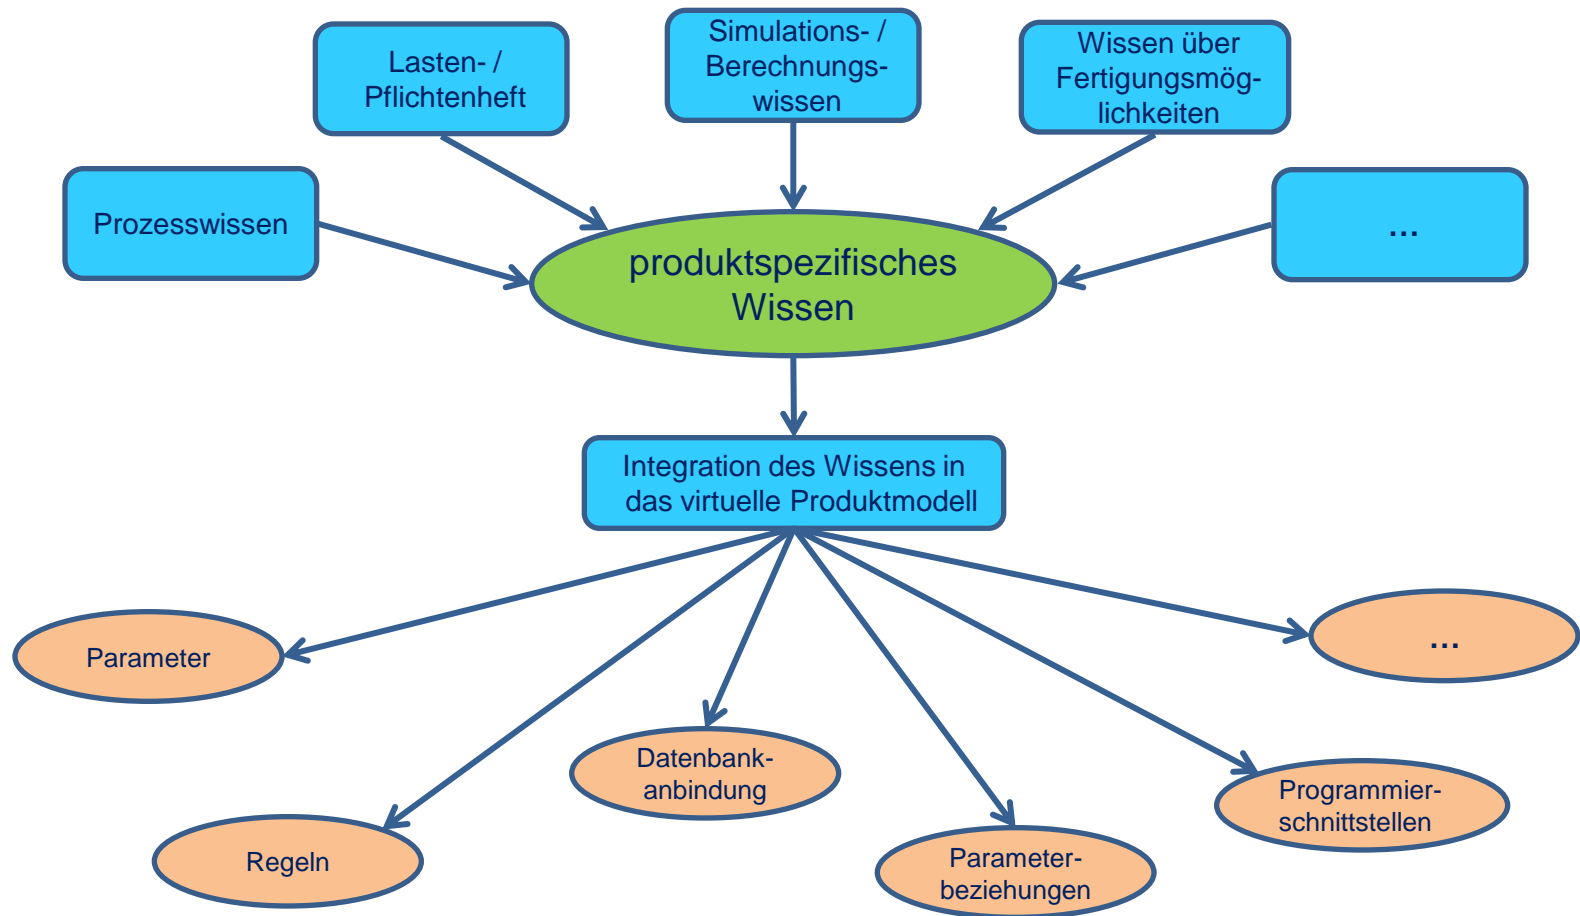 Lasten- /
Pflichtenheft
Simulations- /
Berechnungs-
wissen
Wissen über
Fertigungsmög-
lichkeiten
Prozesswissen
...
produktspezifisches
Wissen
Integration des Wissens in
das virtuelle Produktmodell
Parameter
...
Datenbank-
anbindung
Programmier-
schnittstellen
Regeln
Parameter-
beziehungen